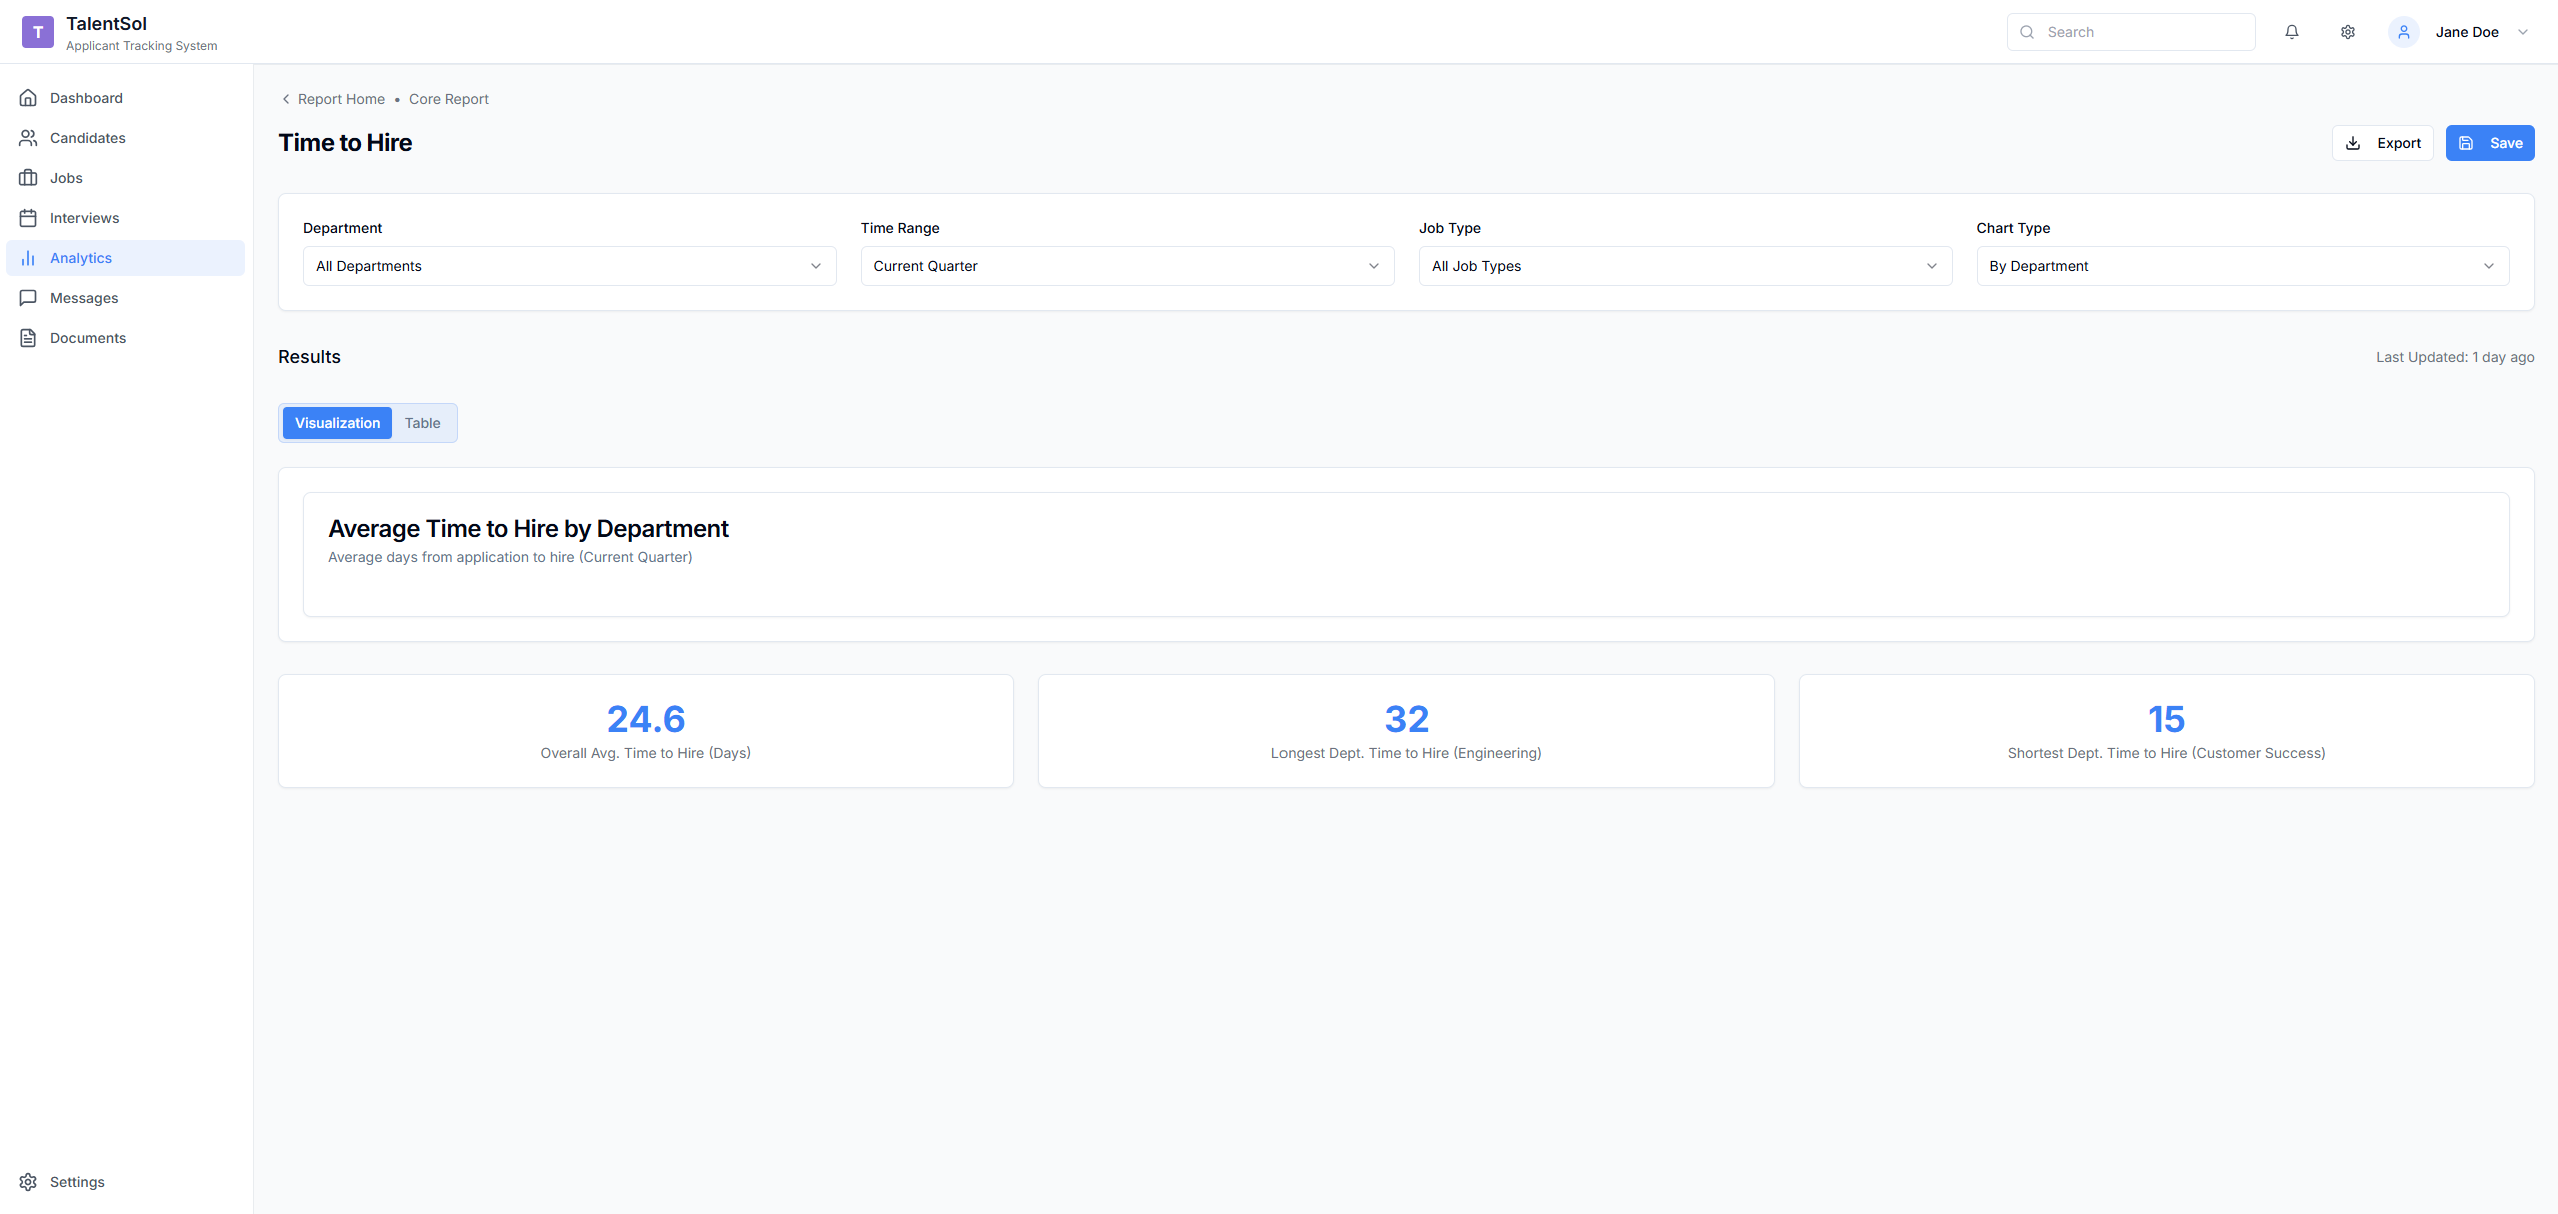 T
TalentSol
Applicant Tracking System
Search
Jane Doe
Dashboard
Candidates
Jobs
Interviews
Analytics
Messages
Documents
Settings
Report Home • Core Report
Time to Hire
Export
Save
Department
All Departments
Time Range
Current Quarter
Job Type
All Job Types
Chart Type
By Department
Results
Last Updated: 1 day ago
Visualization
Table
Average Time to Hire by Department
Average days from application to hire (Current Quarter)
24.6
Overall Avg. Time to Hire (Days)
32
Longest Dept. Time to Hire (Engineering)
15
Shortest Dept. Time to Hire (Customer Success)